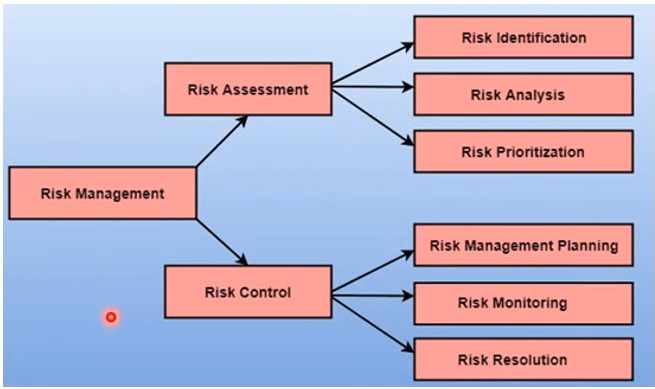 Risk Identification
Risk Assessment
Risk Analysis
Risk Prioritization
Risk Management
Risk Management Planning
Risk Control
Risk Monitoring
Risk Resolution